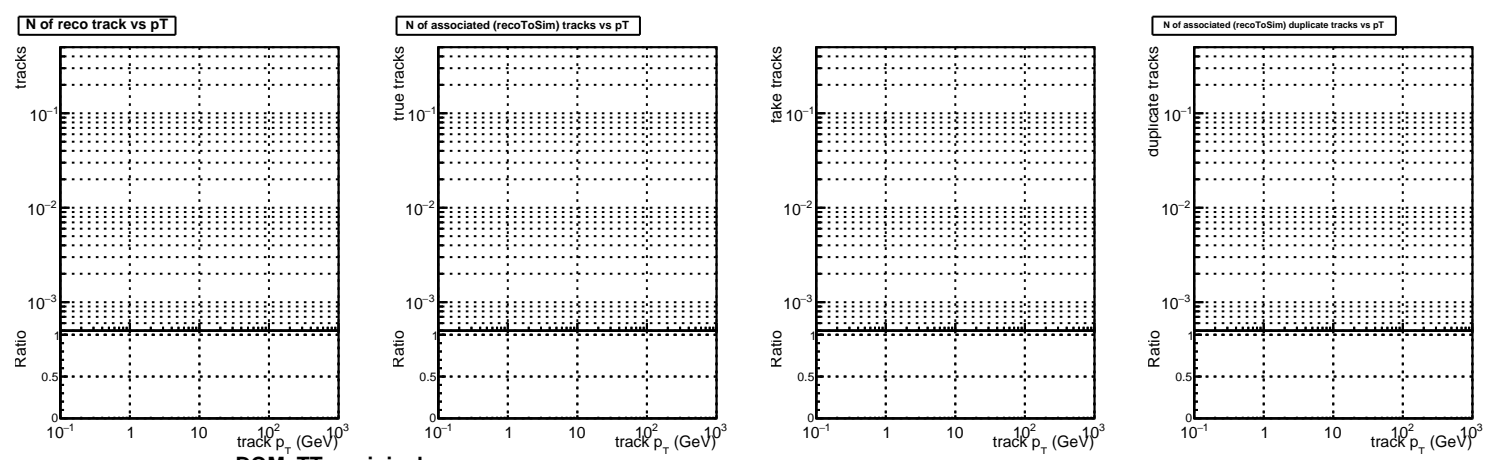 N of reco track vs pT
tracks
10⁻¹
10⁻²
10⁻³
Ratio
1
0.5
0
10⁻¹ 1 10 10² 10³
track p_T (GeV)
N of associated (recoToSim) tracks vs pT
true tracks
10⁻¹
10⁻²
10⁻³
Ratio
1
0.5
0
10⁻¹ 1 10 10² 10³
track p_T (GeV)
fake tracks
10⁻¹
10⁻²
10⁻³
Ratio
1
0.5
0
10⁻¹ 1 10 10² 10³
track p_T (GeV)
N of associated (recoToSim) duplicate tracks vs pT
duplicate tracks
10⁻¹
10⁻²
10⁻³
Ratio
1
0.5
0
10⁻¹ 1 10 10² 10³
track p_T (GeV)